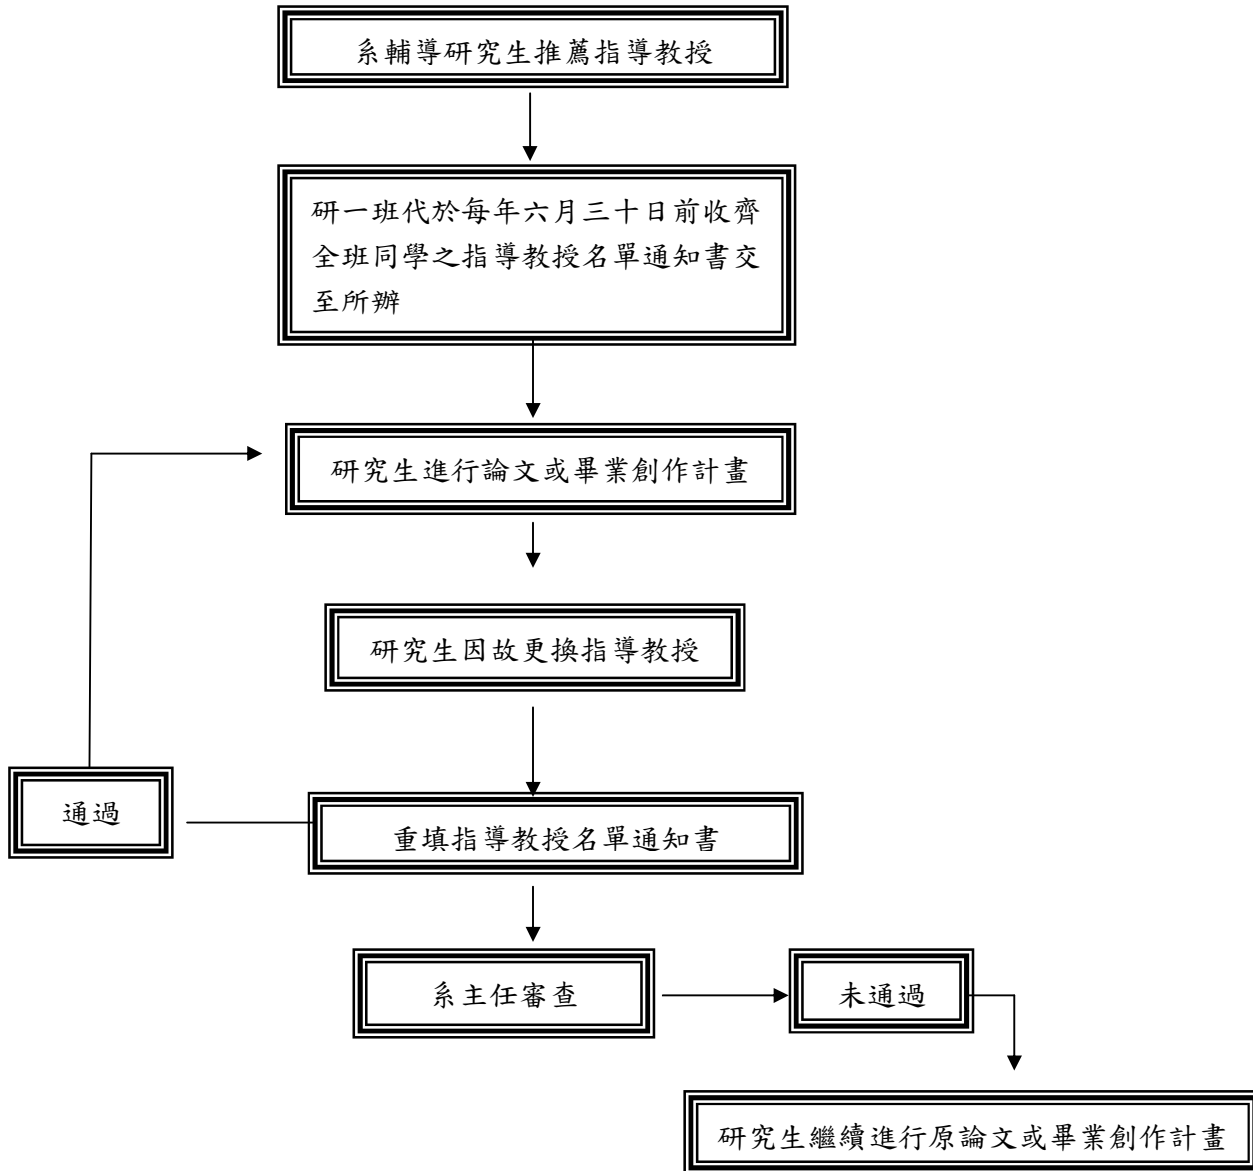 系輔導研究生推薦指導教授
研一班代於每年六月三十日前收齊
全班同學之指導教授名單通知書交
至所辦
研究生進行論文或畢業創作計畫
研究生因故更換指導教授
通過
重填指導教授名單通知書
系主任審查
未通過
研究生繼續進行原論文或畢業創作計畫